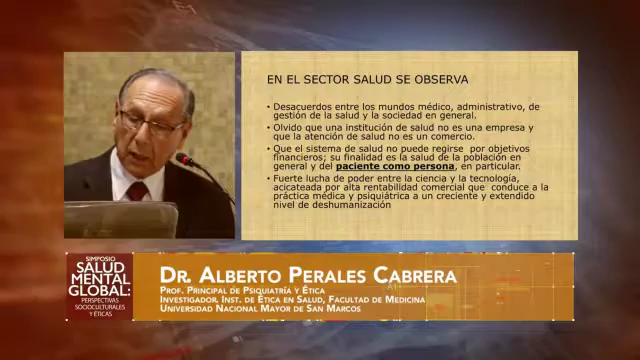 EN EL SECTOR SALUD SE OBSERVA
• Desacuerdos entre los mundos médico, administrativo, de
gestión de la salud y la sociedad en general.
• Olvido que una institución de salud no es una empresa y
que la atención de salud no es un comercio.
• Que el sistema de salud no puede regirse por objetivos
financieros; su finalidad es la salud de la población en
general y del paciente como persona, en particular.
• Fuerte lucha de poder entre la ciencia y la tecnología,
acicateada por alta rentabilidad comercial que conduce a la
práctica médica y psiquiátrica a un creciente y extendido
nivel de deshumanización
SIMPOSIO
SALUD
MENTAL
GLOBAL:
PERSPECTIVAS
SOCIOCULTURALES
Y ÉTICAS
DR. ALBERTO PERALES CABRERA
PROF. PRINCIPAL DE PSIQUIATRÍA Y ÉTICA
INVESTIGADOR. INST. DE ÉTICA EN SALUD, FACULTAD DE MEDICINA
UNIVERSIDAD NACIONAL MAYOR DE SAN MARCOS